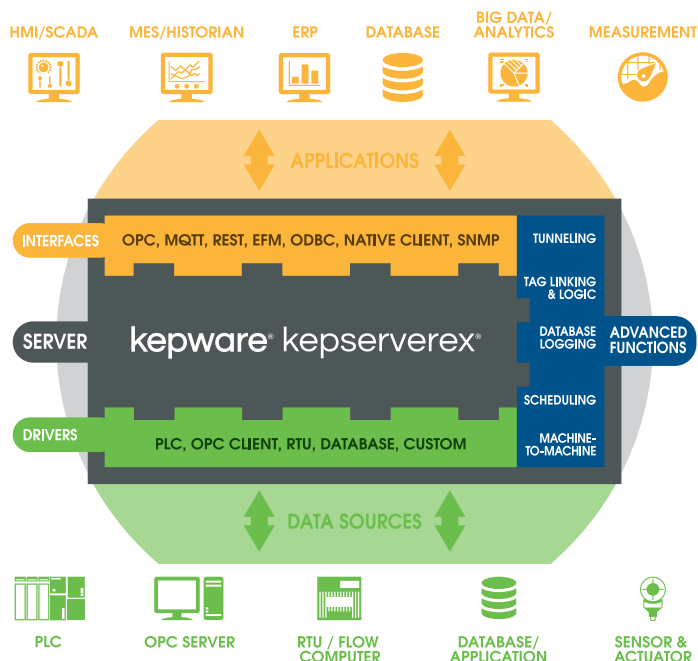 HMI/SCADA
MES/HISTORIAN
ERP
DATABASE
BIG DATA/
ANALYTICS
MEASUREMENT
APPLICATIONS
INTERFACES
OPC, MQTT, REST, EFM, ODBC, NATIVE CLIENT, SNMP
TUNNELING
TAG LINKING
& LOGIC
SERVER
kepware® kepserverex®
DATABASE
LOGGING
ADVANCED
FUNCTIONS
SCHEDULING
DRIVERS
PLC, OPC CLIENT, RTU, DATABASE, CUSTOM
MACHINE-
TO-MACHINE
DATA SOURCES
PLC
OPC SERVER
RTU / FLOW
COMPUTER
DATABASE/
APPLICATION
SENSOR &
ACTUATOR